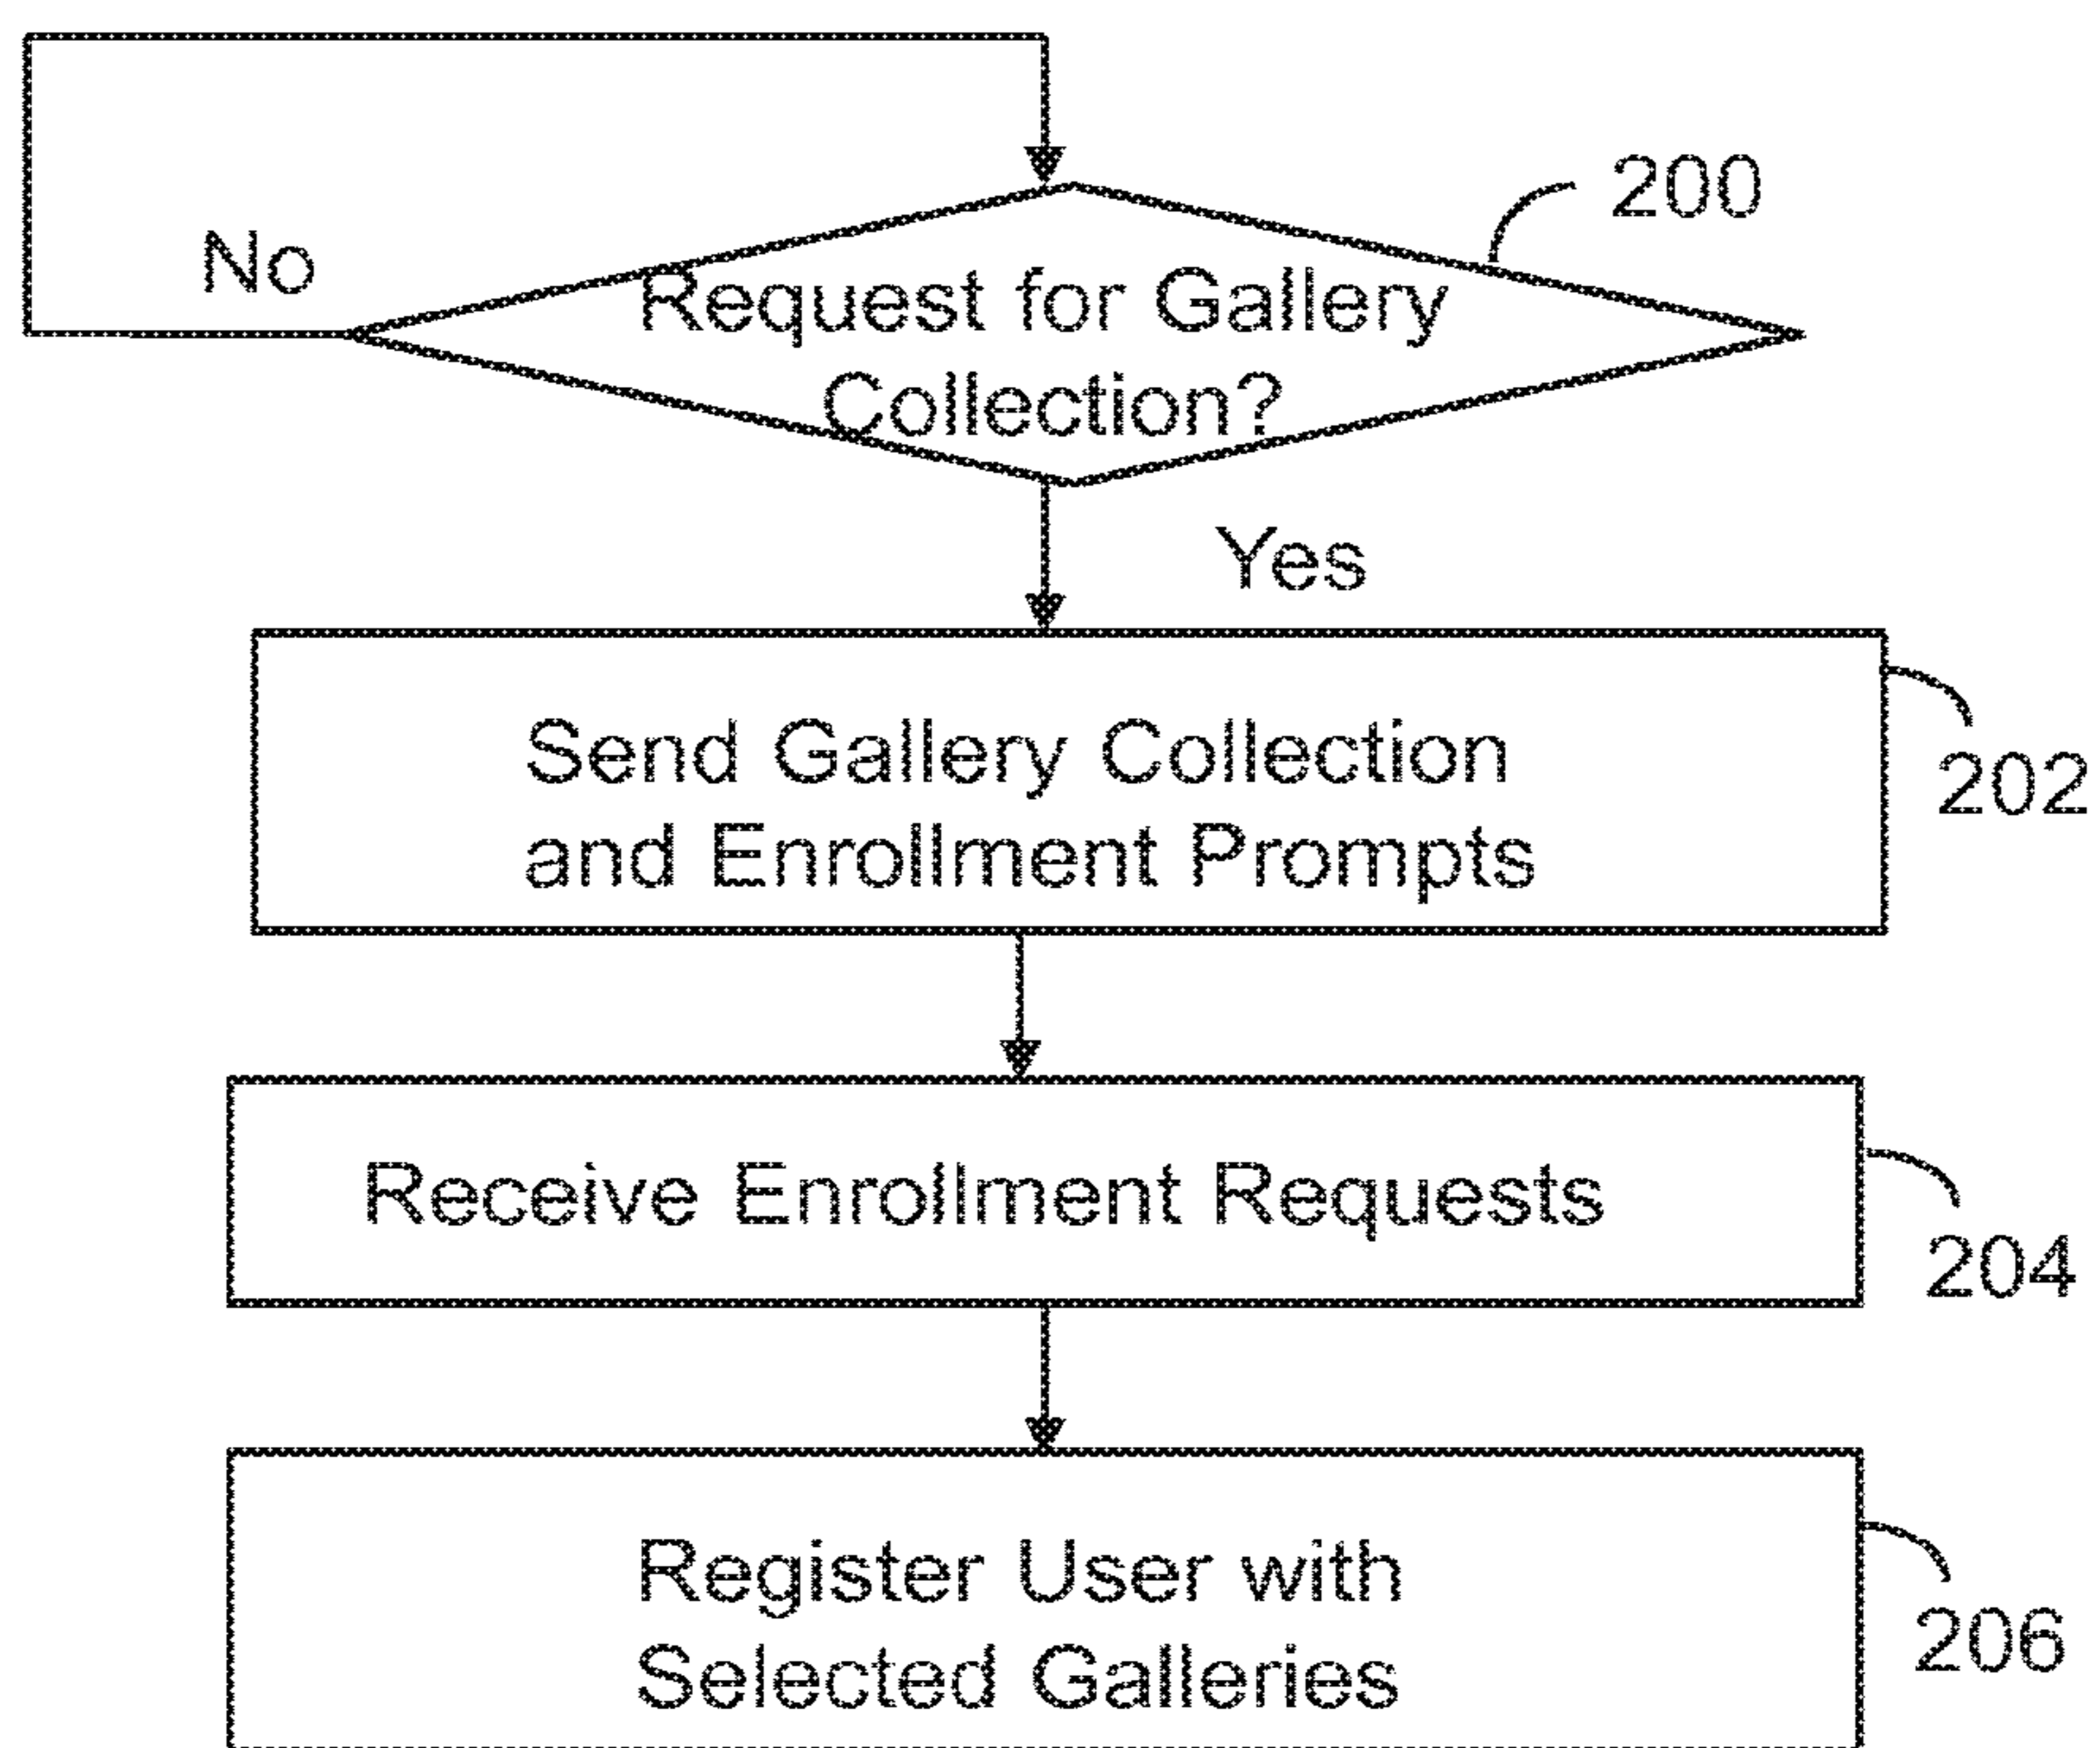 200
No
Request for Gallery
Collection?
Yes
Send Gallery Collection
and Enrollment Prompts
202
Receive Enrollment Requests
204
Register User with
Selected Galleries
206